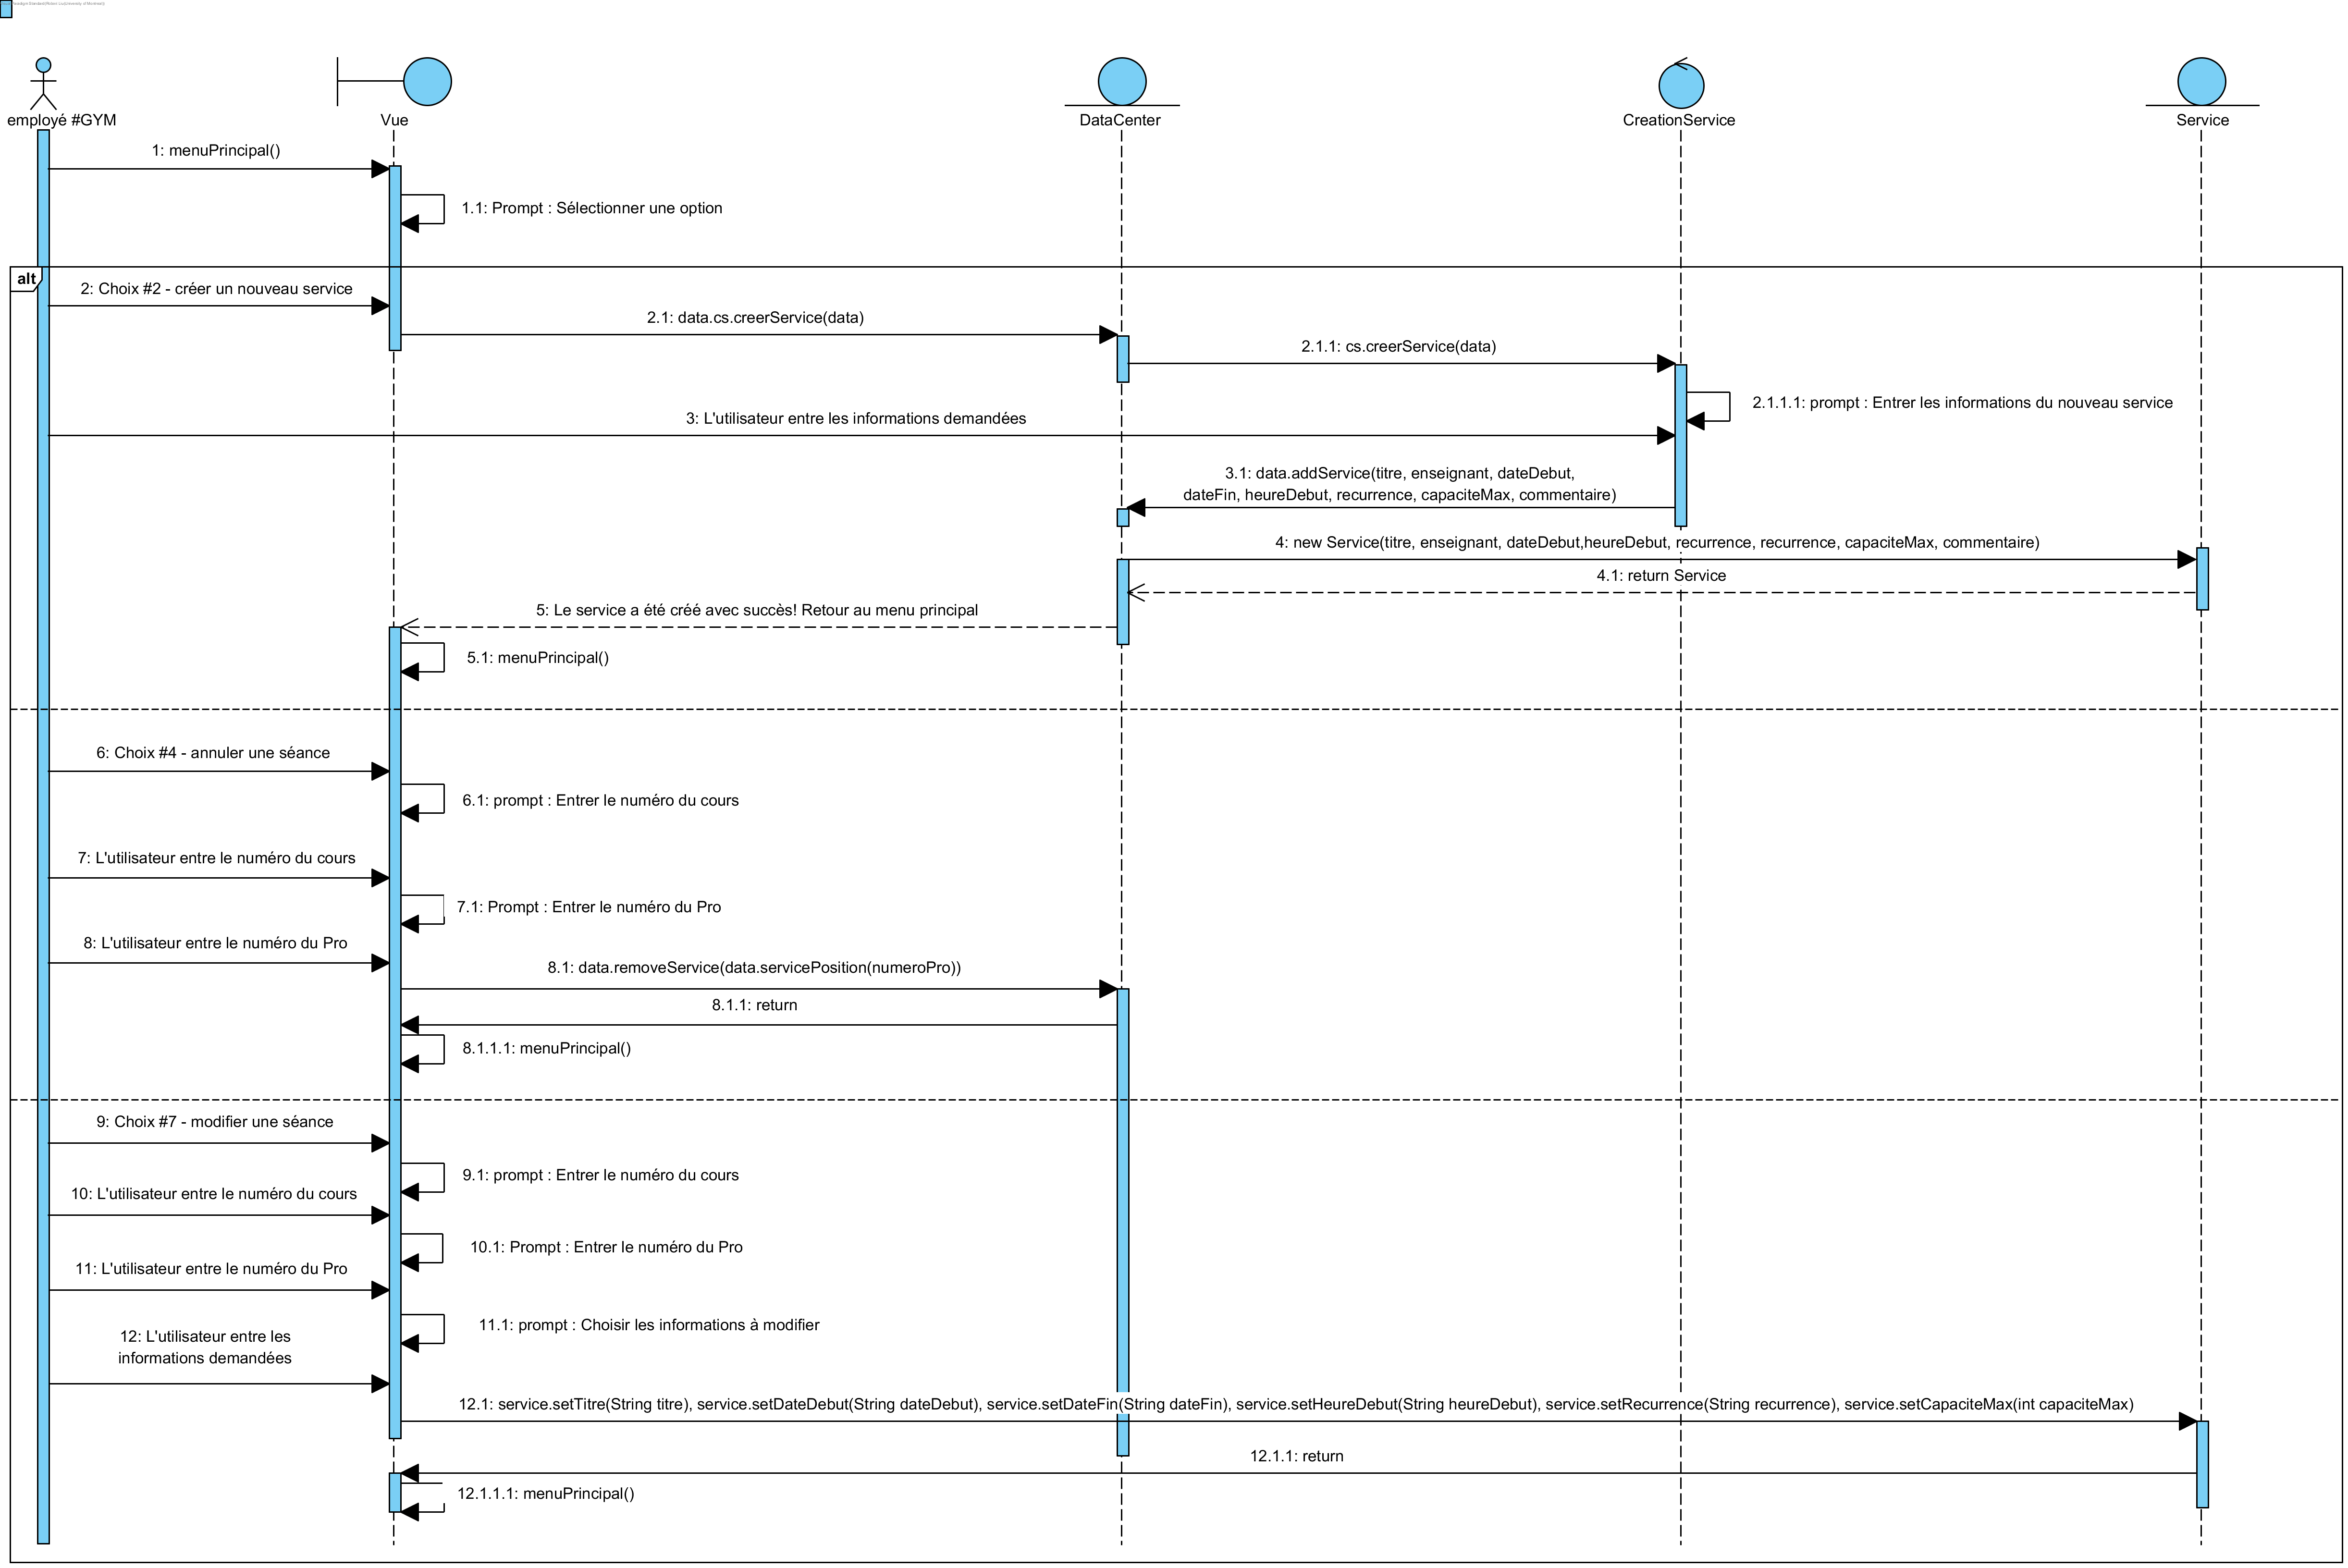 employé #GYM
Vue
DataCenter
CreationService
Service
1: menuPrincipal()
1.1: Prompt : Sélectionner une option
alt
2: Choix #2 - créer un nouveau service
2.1: data.cs.creerService(data)
2.1.1: cs.creerService(data)
2.1.1.1: prompt : Entrer les informations du nouveau service
3: L'utilisateur entre les informations demandées
3.1: data.addService(titre, enseignant, dateDebut,
dateFin, heureDebut, recurrence, capaciteMax, commentaire)
4: new Service(titre, enseignant, dateDebut,heureDebut, recurrence, recurrence, capaciteMax, commentaire)
4.1: return Service
5: Le service a été créé avec succès! Retour au menu principal
5.1: menuPrincipal()
6: Choix #4 - annuler une séance
6.1: prompt : Entrer le numéro du cours
7: L'utilisateur entre le numéro du cours
7.1: Prompt : Entrer le numéro du Pro
8: L'utilisateur entre le numéro du Pro
8.1: data.removeService(data.servicePosition(numeroPro))
8.1.1: return
8.1.1.1: menuPrincipal()
9: Choix #7 - modifier une séance
9.1: prompt : Entrer le numéro du cours
10: L'utilisateur entre le numéro du cours
10.1: Prompt : Entrer le numéro du Pro
11: L'utilisateur entre le numéro du Pro
11.1: prompt : Choisir les informations à modifier
12: L'utilisateur entre les
informations demandées
12.1: service.setTitre(String titre), service.setDateDebut(String dateDebut), service.setDateFin(String dateFin), service.setHeureDebut(String heureDebut), service.setRecurrence(String recurrence), service.setCapaciteMax(int capaciteMax)
12.1.1: return
12.1.1.1: menuPrincipal()